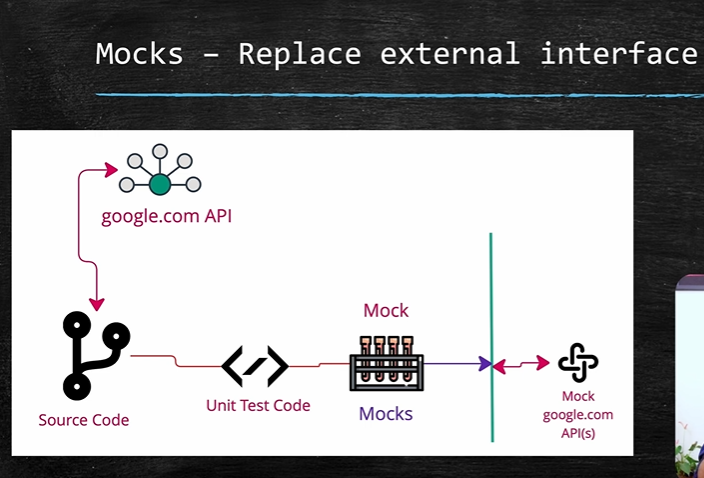 Mocks – Replace external interface
google.com API
Mock
Source Code
Unit Test Code
Mocks
Mock
google.com
API(s)